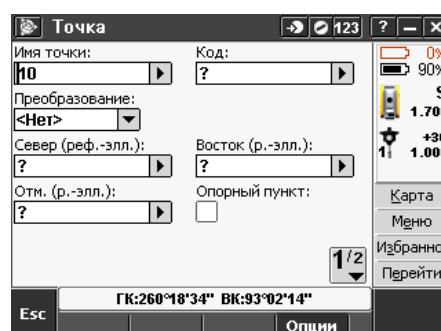 Точка 123 ? – X
Имя точки: Код:
10 ?
Преобразование:
<Нет>
Север (реф.-элл.): Восток (р.-элл.):
? ?
Отм. (р.-элл.): Опорный пункт:
?
1/2
ГК:260°18'34" ВК:93°02'14"
Esc
Опции
0%
90%
S
1.70
+30
1 1.00
Карта
Меню
Избранно
Перейти